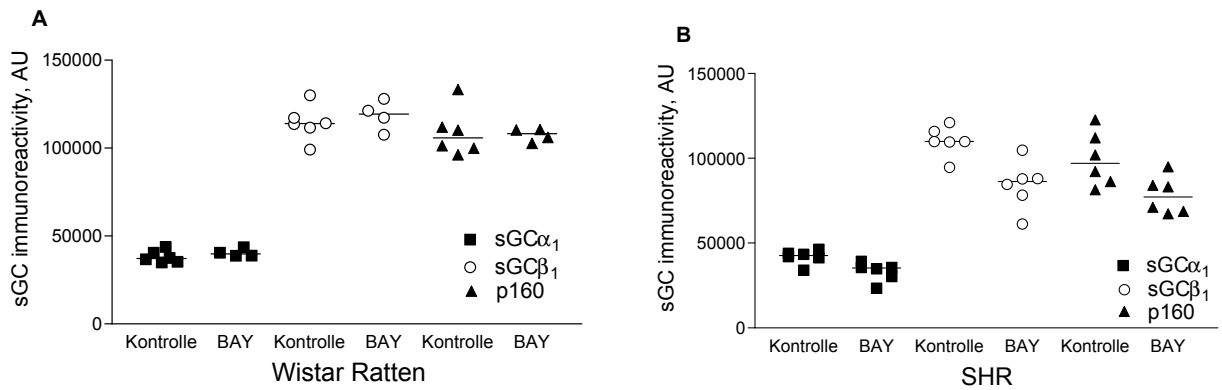 A
sGC immunoreactivity, AU
150000
100000
50000
0
sGCα1
sGCβ1
p160
Kontrolle BAY Kontrolle BAY Kontrolle BAY
Wistar Ratten
B
sGC immunoreactivity, AU
150000
100000
50000
0
sGCα1
sGCβ1
p160
Kontrolle BAY Kontrolle BAY Kontrolle BAY
SHR